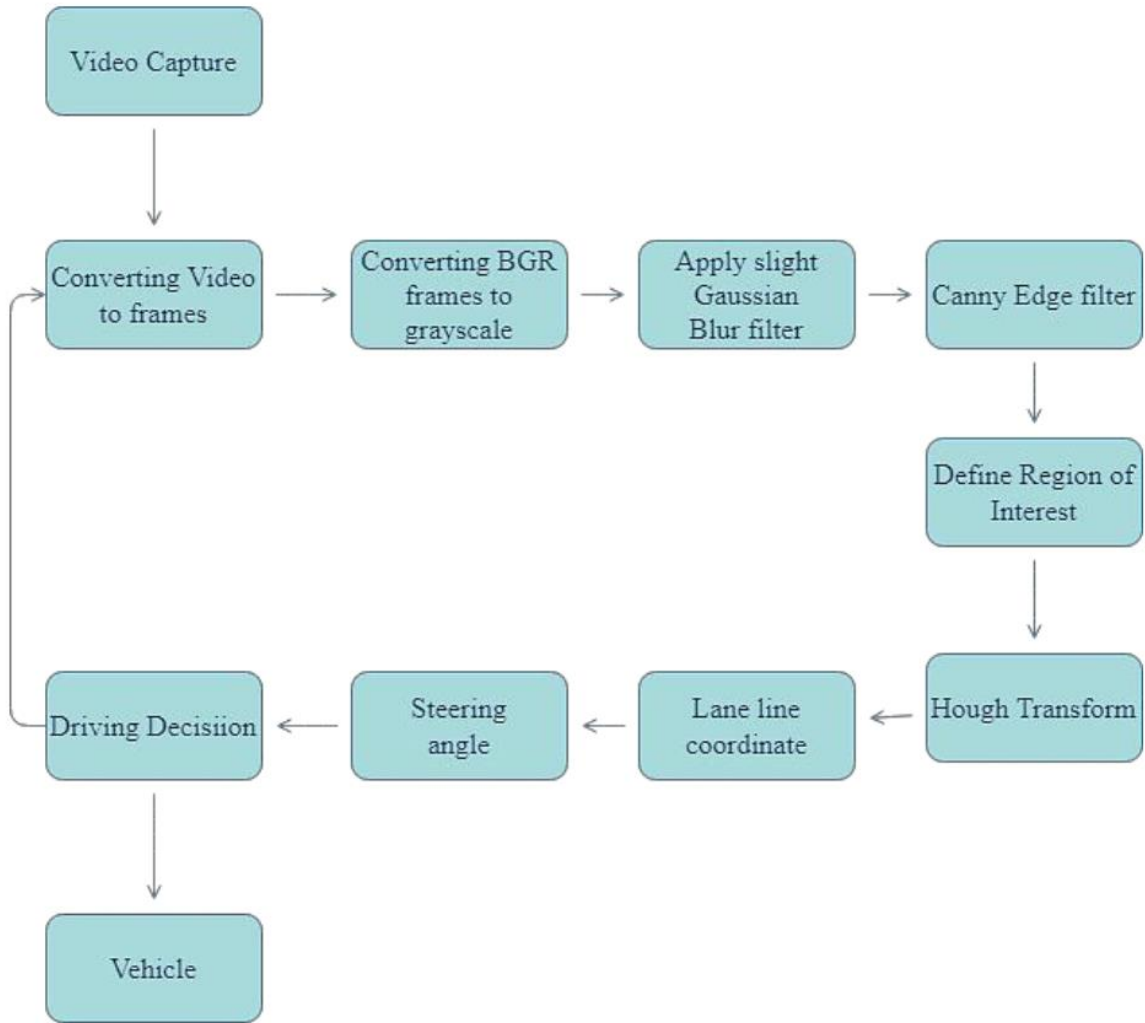 Video Capture
Converting Video
to frames
Converting BGR
frames to
grayscale
Apply slight
Gaussian
Blur filter
Canny Edge filter
Define Region of
Interest
Hough Transform
Lane line
coordinate
Steering
angle
Driving Decisiion
Vehicle